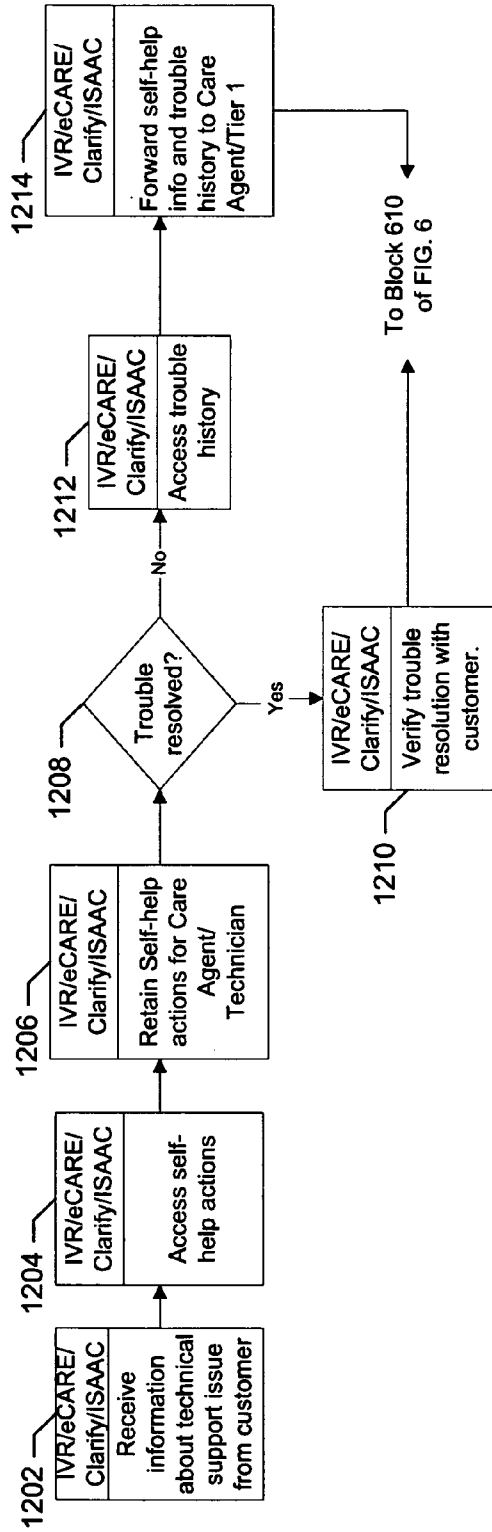 1202
IVR/eCARE/
Clarify/ISAAC
Receive
information
about technical
support issue
from customer
1204
IVR/eCARE/
Clarify/ISAAC
Access self-
help actions
1206
IVR/eCARE/
Clarify/ISAAC
Retain Self-help
actions for Care
Agent/
Technician
1208
Trouble
resolved?
No
Yes
1210
IVR/eCARE/
Clarify/ISAAC
Verify trouble
resolution with
customer.
1212
IVR/eCARE/
Clarify/ISAAC
Access trouble
history
1214
IVR/eCARE/
Clarify/ISAAC
Forward self-help
info and trouble
history to Care
Agent/Tier 1
To Block 610
of FIG. 6